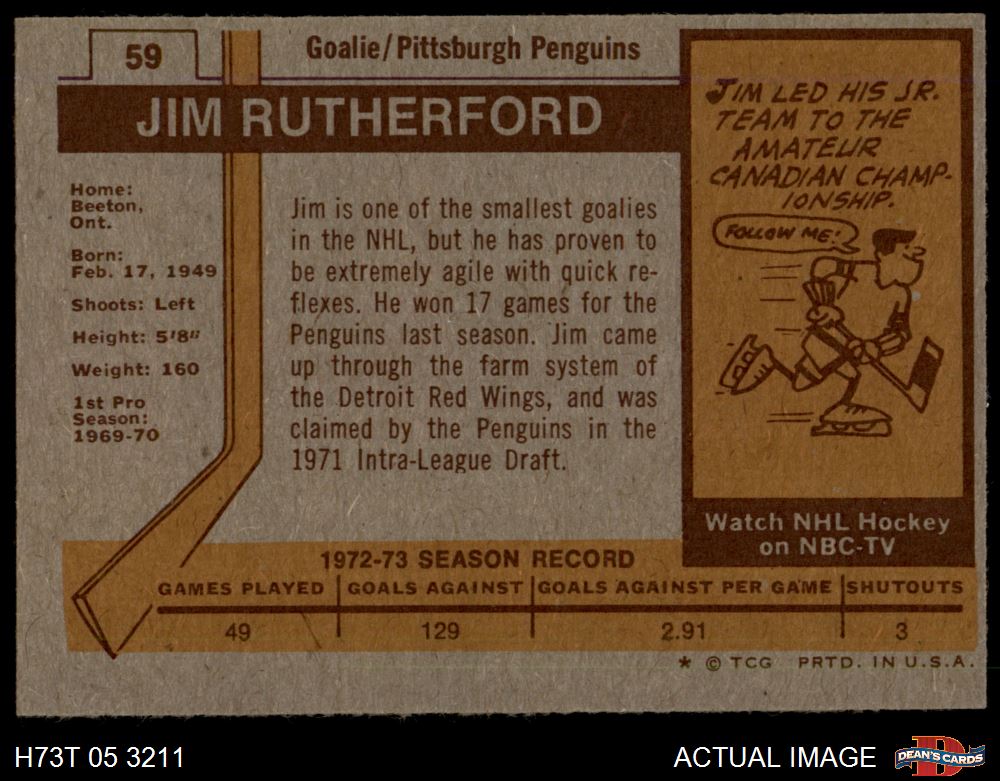 59
Goalie/Pittsburgh Penguins
JIM RUTHERFORD
Home:
Beeton,
Ont.
Born:
Feb. 17, 1949
Shoots: Left
Height: 5'8"
Weight: 160
1st Pro
Season:
1969-70
Jim is one of the smallest goalies
in the NHL, but he has proven to
be extremely agile with quick re-
flexes. He won 17 games for the
Penguins last season. Jim came
up through the farm system of
the Detroit Red Wings, and was
claimed by the Penguins in the
1971 Intra-League Draft.
JIM LED HIS JR.
TEAM TO THE
AMATEUR
CANADIAN CHAMP-
IONSHIP.
FOLLOW ME!
Watch NHL Hockey
on NBC-TV
1972-73 SEASON RECORD
GAMES PLAYED GOALS AGAINST GOALS AGAINST PER GAME SHUTOUTS
49 129 2.91 3
* © TCG PRTD. IN U.S.A.
H73T 05 3211
ACTUAL IMAGE
D
DEAN'S CARDS